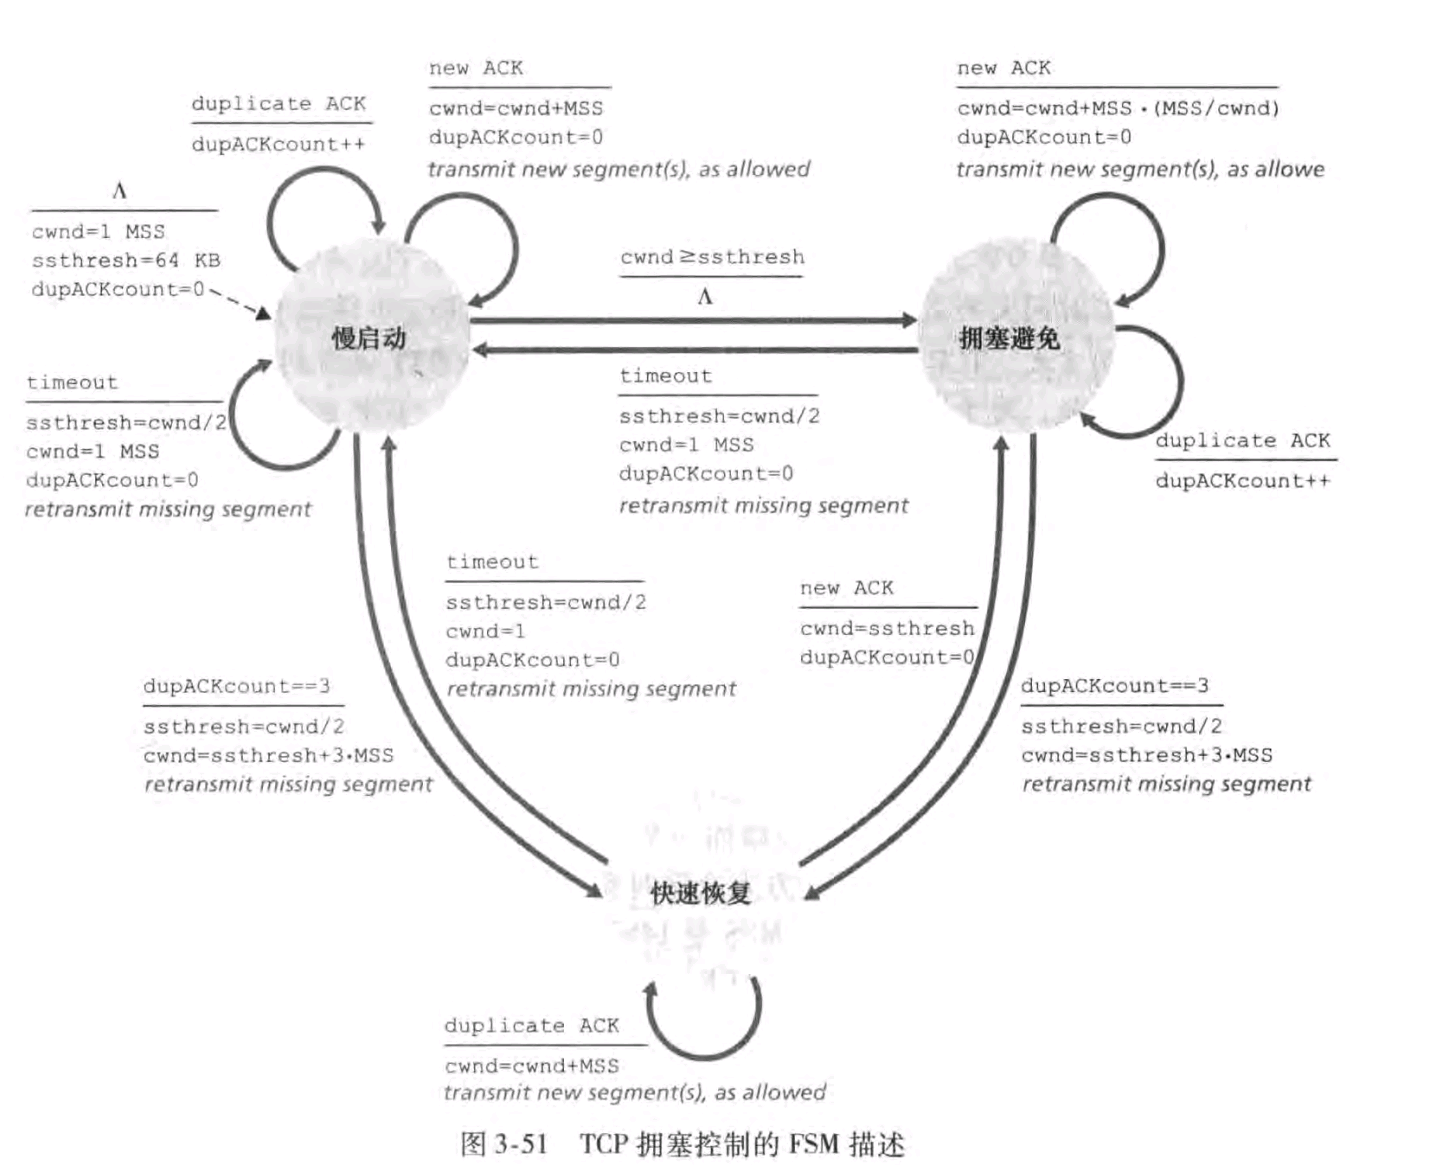 new ACK
cwnd=cwnd+MSS
dupACKcount=0
transmit new segment(s), as allowed
new ACK
cwnd=cwnd+MSS·(MSS/cwnd)
dupACKcount=0
transmit new segment(s), as allowe
duplicate ACK
dupACKcount++
Λ
cwnd=1 MSS
ssthresh=64 KB
dupACKcount=0
cwnd≥ssthresh
Λ
慢启动
拥塞避免
timeout
ssthresh=cwnd/2
cwnd=1 MSS
dupACKcount=0
retransmit missing segment
timeout
ssthresh=cwnd/2
cwnd=1 MSS
dupACKcount=0
retransmit missing segment
duplicate ACK
dupACKcount++
timeout
ssthresh=cwnd/2
cwnd=1
dupACKcount=0
retransmit missing segment
new ACK
cwnd=ssthresh
dupACKcount=0
dupACKcount==3
ssthresh=cwnd/2
cwnd=ssthresh+3·MSS
retransmit missing segment
dupACKcount==3
ssthresh=cwnd/2
cwnd=ssthresh+3·MSS
retransmit missing segment
快速恢复
duplicate ACK
cwnd=cwnd+MSS
transmit new segment(s), as allowed
图 3-51 TCP 拥塞控制的 FSM 描述